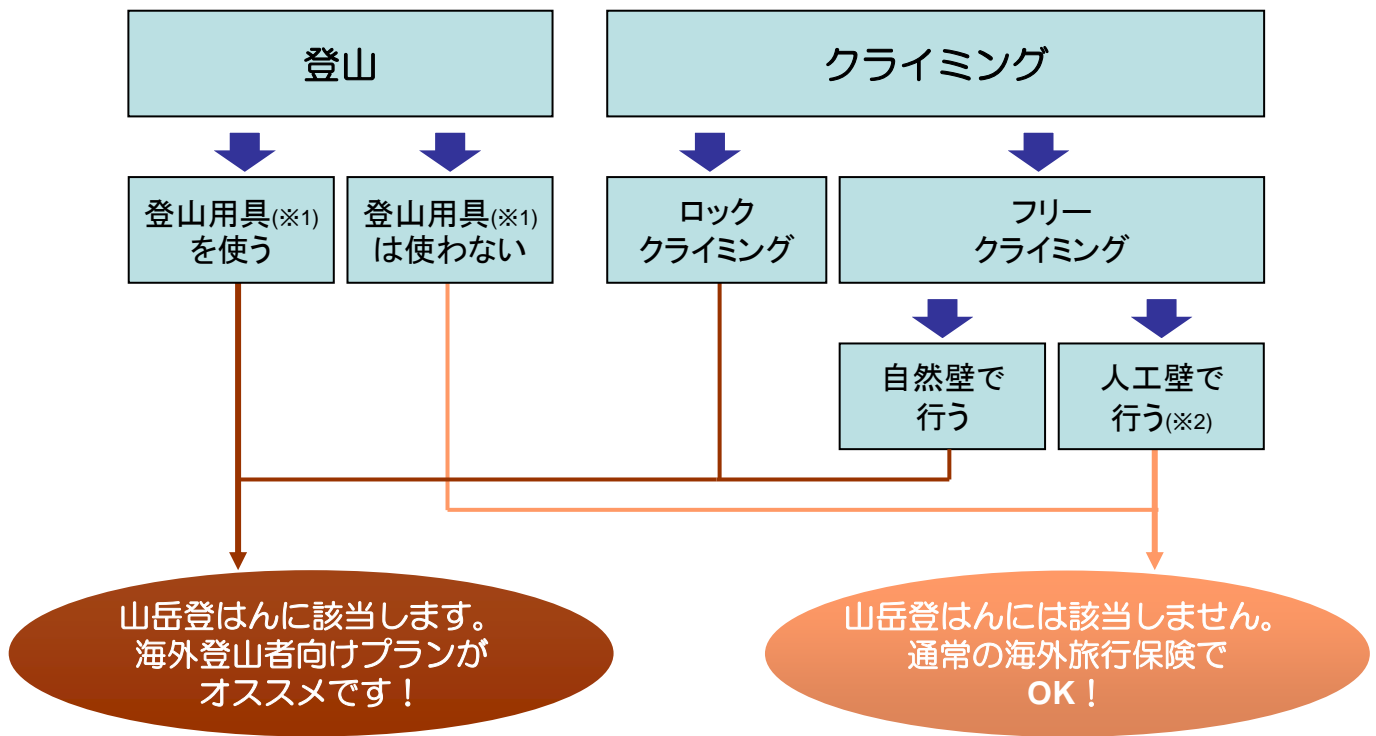 登山
クライミング
登山用具(※1)
を使う
登山用具(※1)
は使わない
ロック
クライミング
フリー
クライミング
自然壁で
行う
人工壁で
行う(※2)
山岳登はんに該当します。
海外登山者向けプランが
オススメです！
山岳登はんには該当しません。
通常の海外旅行保険で
OK！